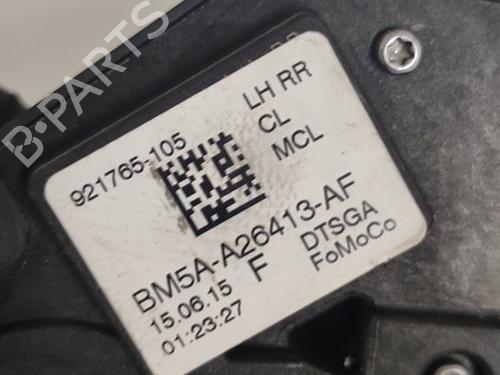 B-PARTS
921765-105
LH RR
CL
MCL
BM5A-A26413-AF
15.06.15
F
DTSGA
01:23:27
FoMoCo